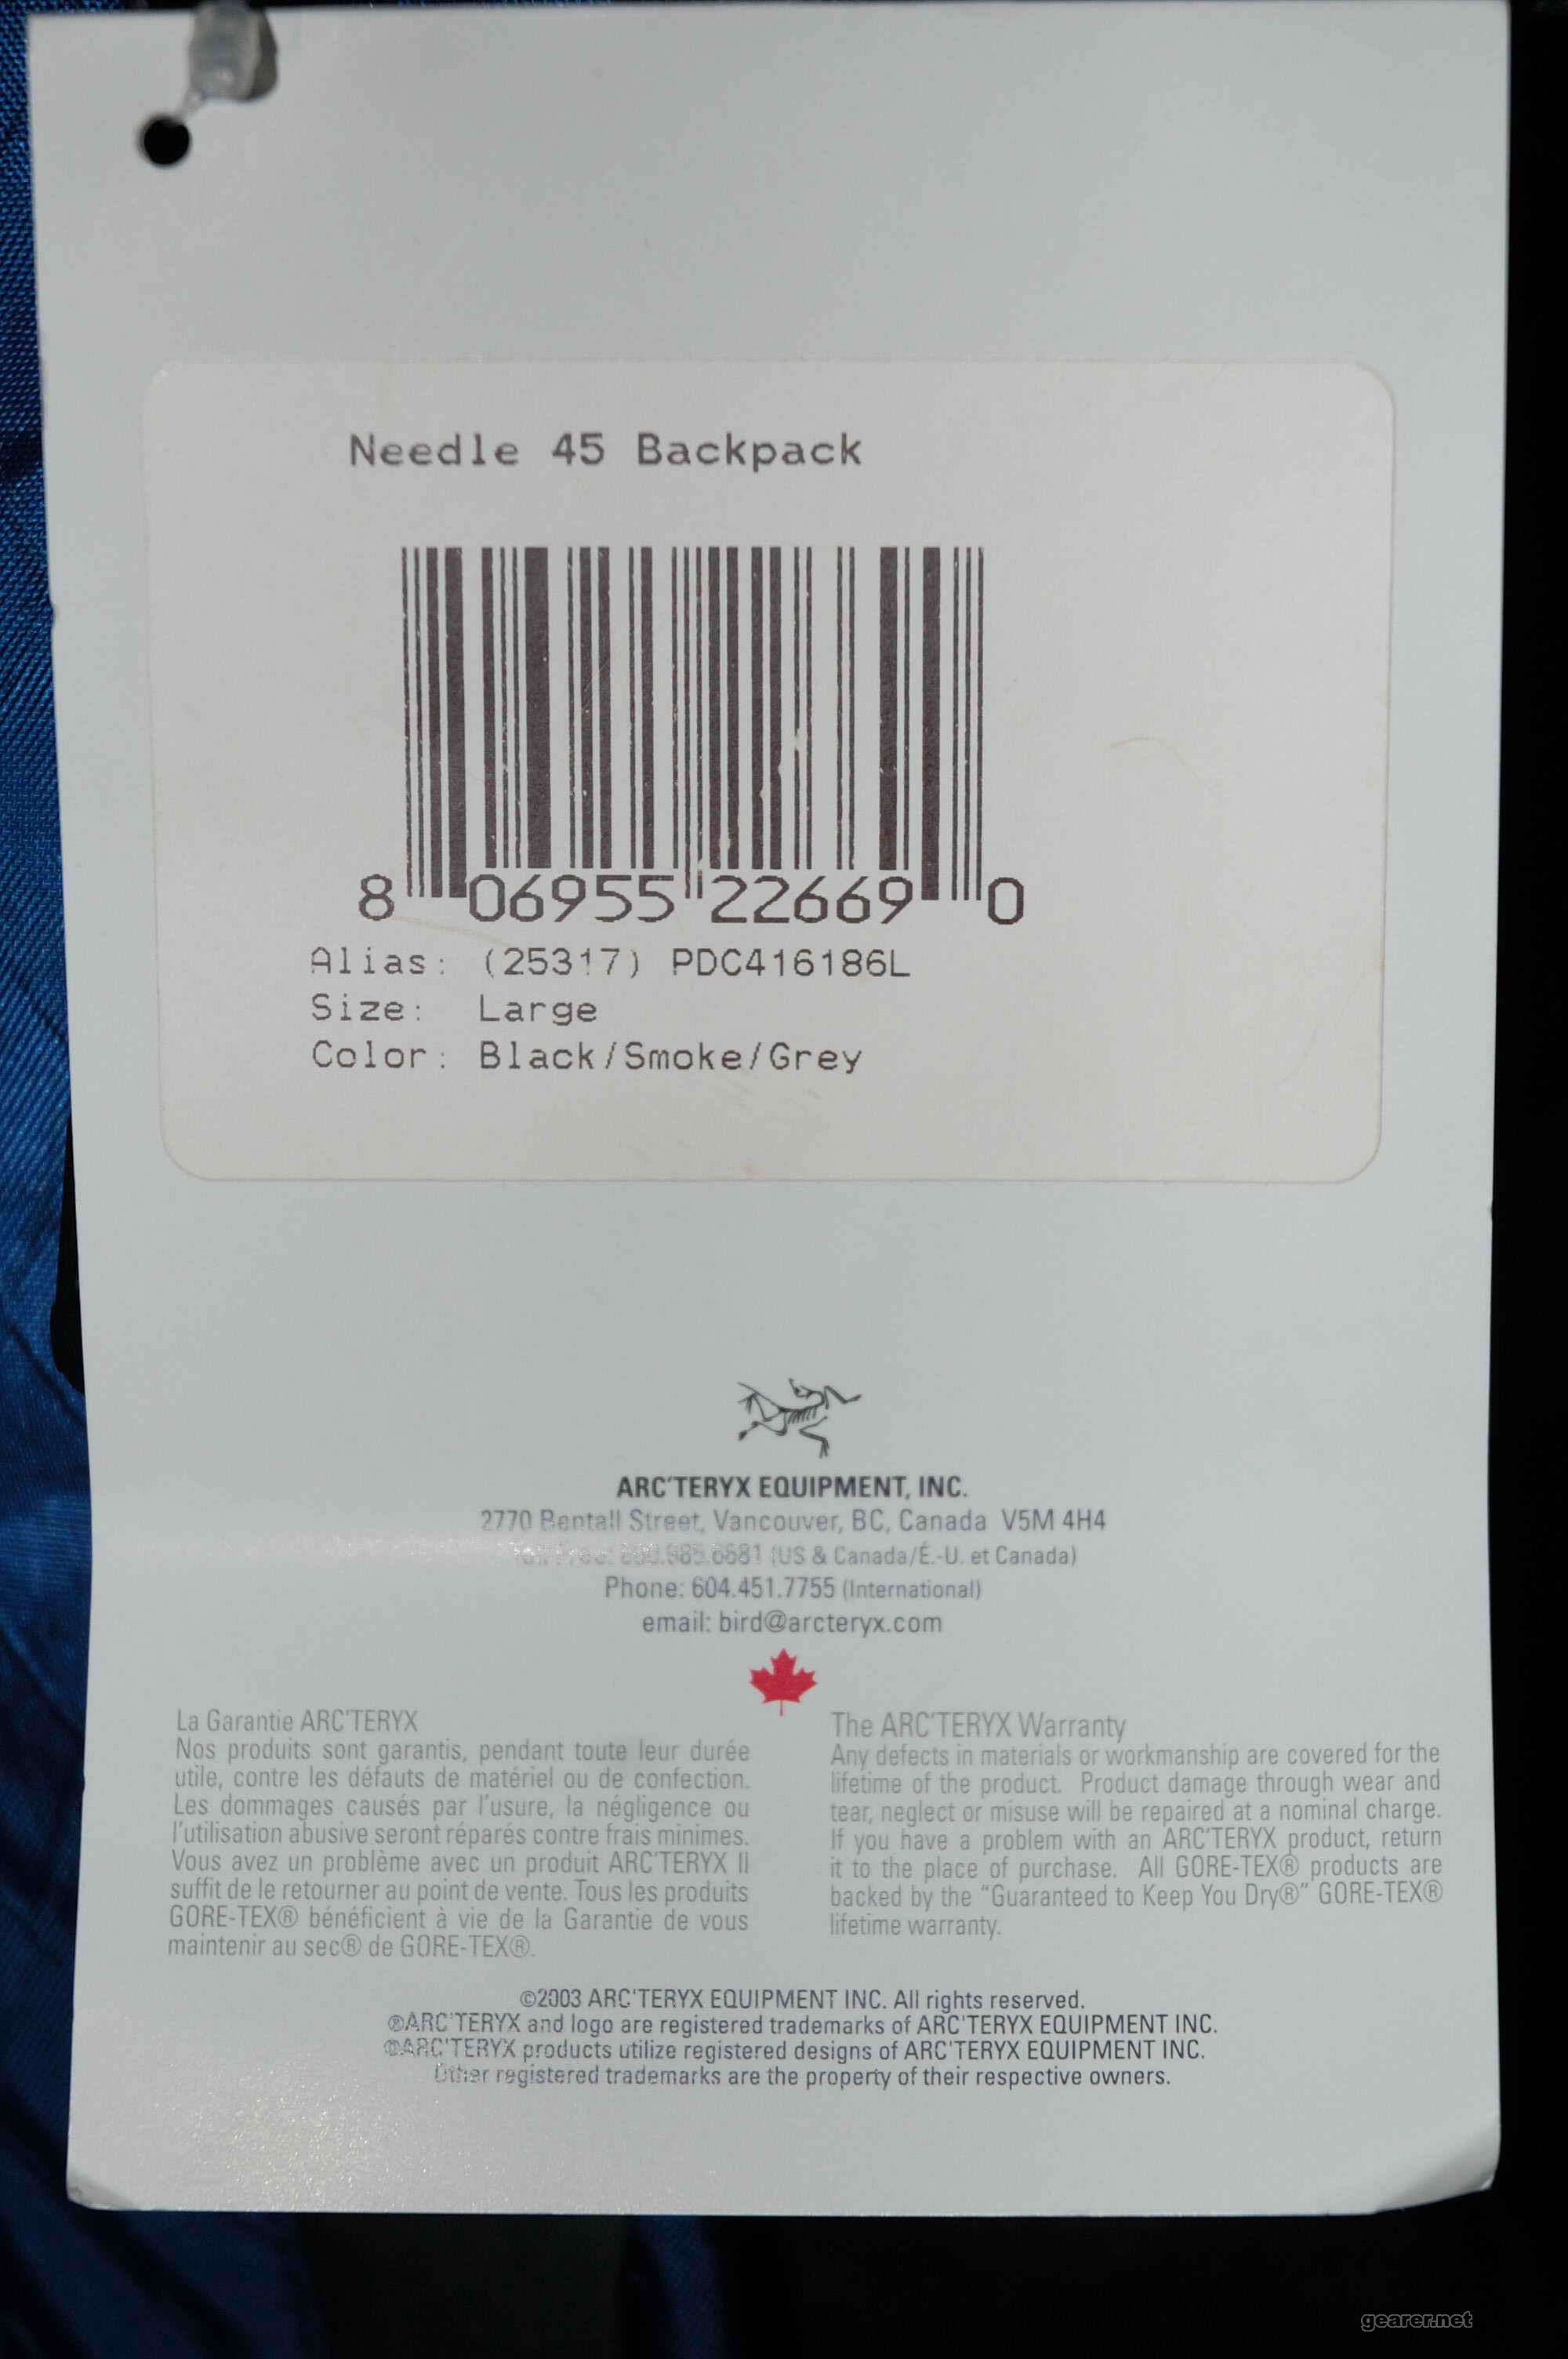 Needle 45 Backpack
8 06955 22669 0
Alias: (25317) PDC416186L
Size: Large
Color: Black/Smoke/Grey
ARC'TERYX EQUIPMENT, INC.
2770 Bentall Street, Vancouver, BC, Canada V5M 4H4
(US & Canada/É.-U. et Canada)
Phone: 604.451.7755 (International)
email: bird@arcteryx.com
La Garantie ARC'TERYX
Nos produits sont garantis, pendant toute leur durée
utile, contre les défauts de matériel ou de confection.
Les dommages causés par l'usure, la négligence ou
l'utilisation abusive seront réparés contre frais minimes.
Vous avez un problème avec un produit ARC'TERYX II
suffit de le retourner au point de vente. Tous les produits
GORE-TEX® bénéficient à vie de la Garantie de vous
maintenir au sec® de GORE-TEX®.
The ARC'TERYX Warranty
Any defects in materials or workmanship are covered for the
lifetime of the product. Product damage through wear and
tear, neglect or misuse will be repaired at a nominal charge.
If you have a problem with an ARC'TERYX product, return
it to the place of purchase. All GORE-TEX® products are
backed by the “Guaranteed to Keep You Dry®” GORE-TEX®
lifetime warranty.
©2003 ARC'TERYX EQUIPMENT INC. All rights reserved.
®ARC'TERYX and logo are registered trademarks of ARC'TERYX EQUIPMENT INC.
ARC'TERYX products utilize registered designs of ARC'TERYX EQUIPMENT INC.
Other registered trademarks are the property of their respective owners.
gearer.net